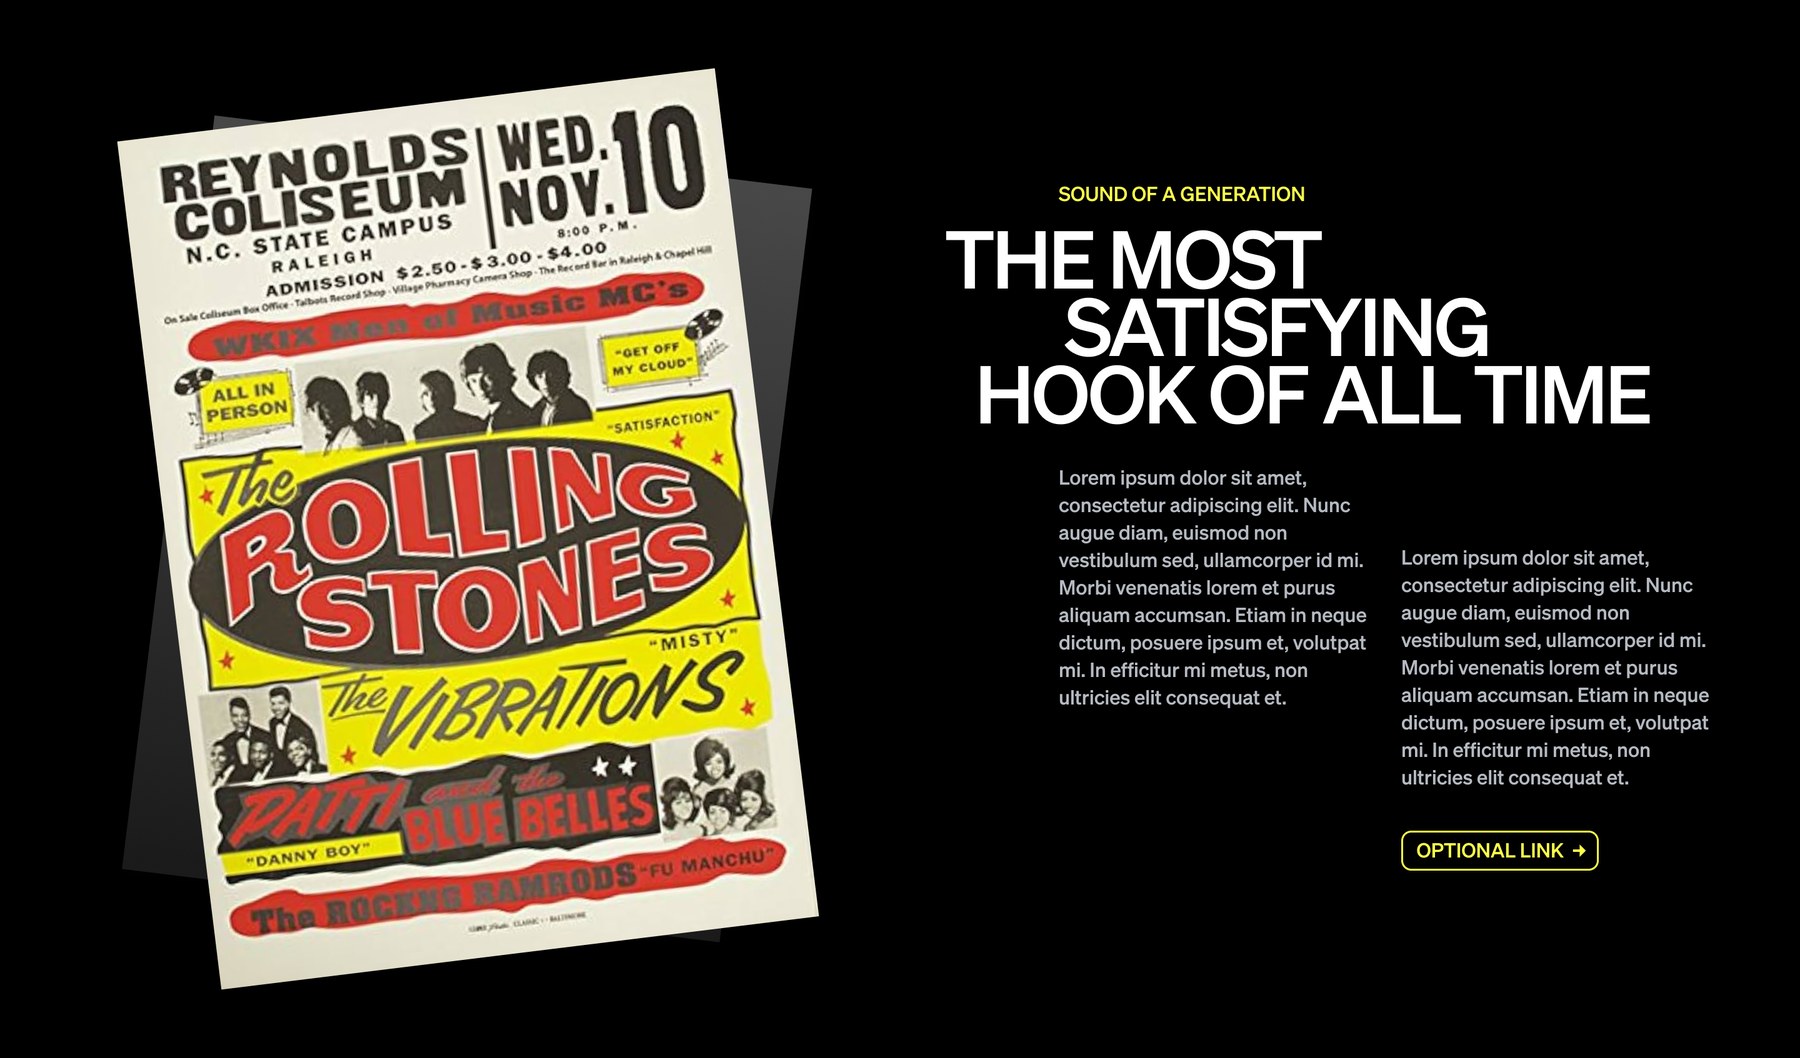 REYNOLDS
COLISEUM
N.C. STATE CAMPUS
RALEIGH
WED.
NOV.
10
8:00 P.M.
ADMISSION $2.50-$3.00-$4.00
On Sale Coliseum Box Office - Talbots Record Shop - Village Pharmacy Camera Shop - The Record Bar in Raleigh & Chapel Hill
WKIX Men of Music MC's
ALL IN
PERSON
"GET OFF
MY CLOUD"
"SATISFACTION"
The
ROLLING
STONES
"MISTY"
The VIBRATIONS
PATTI and the
BLUE BELLES
"DANNY BOY"
The ROCKNG RAMRODS "FU MANCHU"
SOUND OF A GENERATION
THE MOST
SATISFYING
HOOK OF ALL TIME
Lorem ipsum dolor sit amet,
consectetur adipiscing elit. Nunc
augue diam, euismod non
vestibulum sed, ullamcorper id mi.
Morbi venenatis lorem et purus
aliquam accumsan. Etiam in neque
dictum, posuere ipsum et, volutpat
mi. In efficitur mi metus, non
ultricies elit consequat et.
Lorem ipsum dolor sit amet,
consectetur adipiscing elit. Nunc
augue diam, euismod non
vestibulum sed, ullamcorper id mi.
Morbi venenatis lorem et purus
aliquam accumsan. Etiam in neque
dictum, posuere ipsum et, volutpat
mi. In efficitur mi metus, non
ultricies elit consequat et.
OPTIONAL LINK →